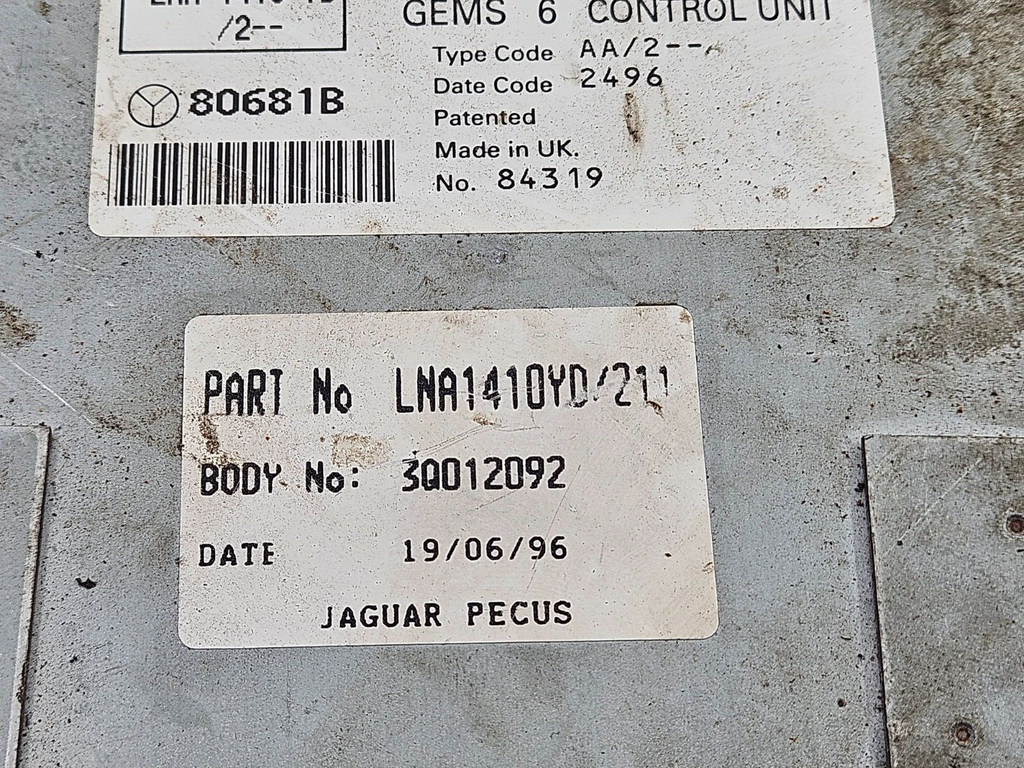 /2--
GEMS 6 CONTROL UNIT
Type Code AA/2--
Date Code 2496
80681B
Patented
Made in UK.
No. 84319
PART No LNA1410YD/211
BODY No: 3Q012092
DATE 19/06/96
JAGUAR PECUS